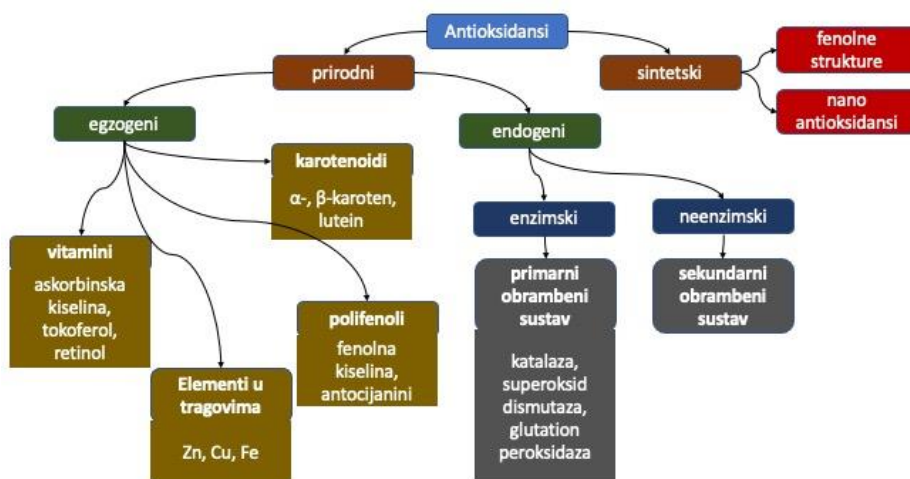 Antioksidansi
prirodni
sintetski
fenolne
strukture
nano
antioksidansi
egzogeni
endogeni
karotenoidi
α-, β-karoten,
lutein
enzimski
neenzimski
vitamini
askorbinska
kiselina,
tokoferol,
retinol
Elementi u
tragovima
Zn, Cu, Fe
polifenoli
fenolna
kiselina,
antocijanini
primarni
obrambeni
sustav
katalaza,
superoksid
dismutaza,
glutation
peroksidaza
sekundarni
obrambeni
sustav